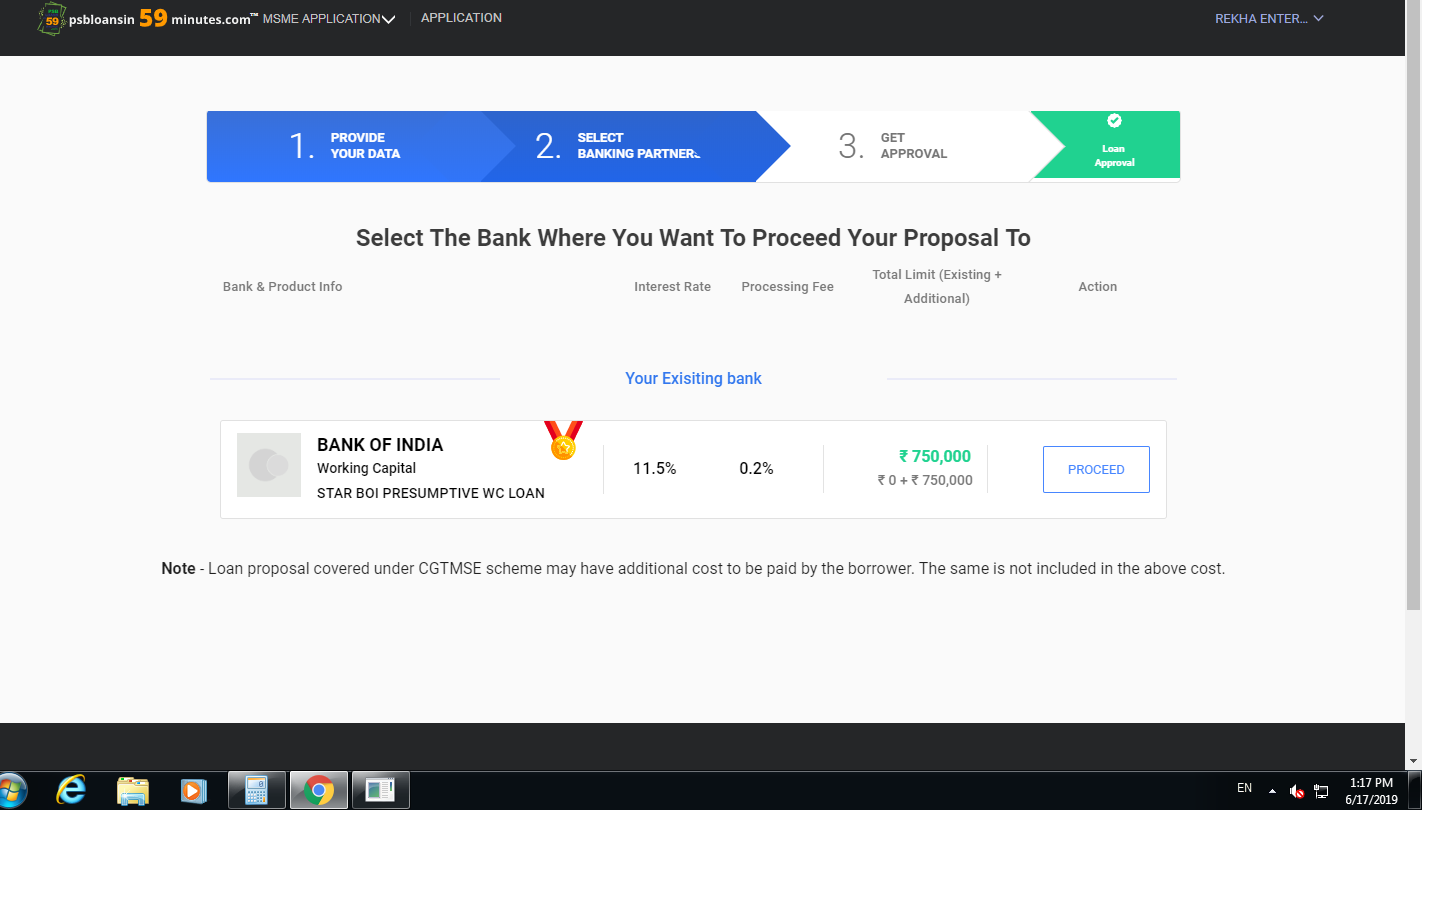 psbloansin 59 minutes.com™ MSME APPLICATION APPLICATION REKHA ENTER...
1. PROVIDE YOUR DATA
2. SELECT BANKING PARTNER
3. GET APPROVAL
Loan Approval
Select The Bank Where You Want To Proceed Your Proposal To
Bank & Product Info Interest Rate Processing Fee Total Limit (Existing + Additional) Action
Your Exisiting bank
BANK OF INDIA
Working Capital
STAR BOI PRESUMPTIVE WC LOAN
11.5% 0.2%
₹ 750,000
₹ 0 + ₹ 750,000
PROCEED
Note - Loan proposal covered under CGTMSE scheme may have additional cost to be paid by the borrower. The same is not included in the above cost.
EN
1:17 PM
6/17/2019